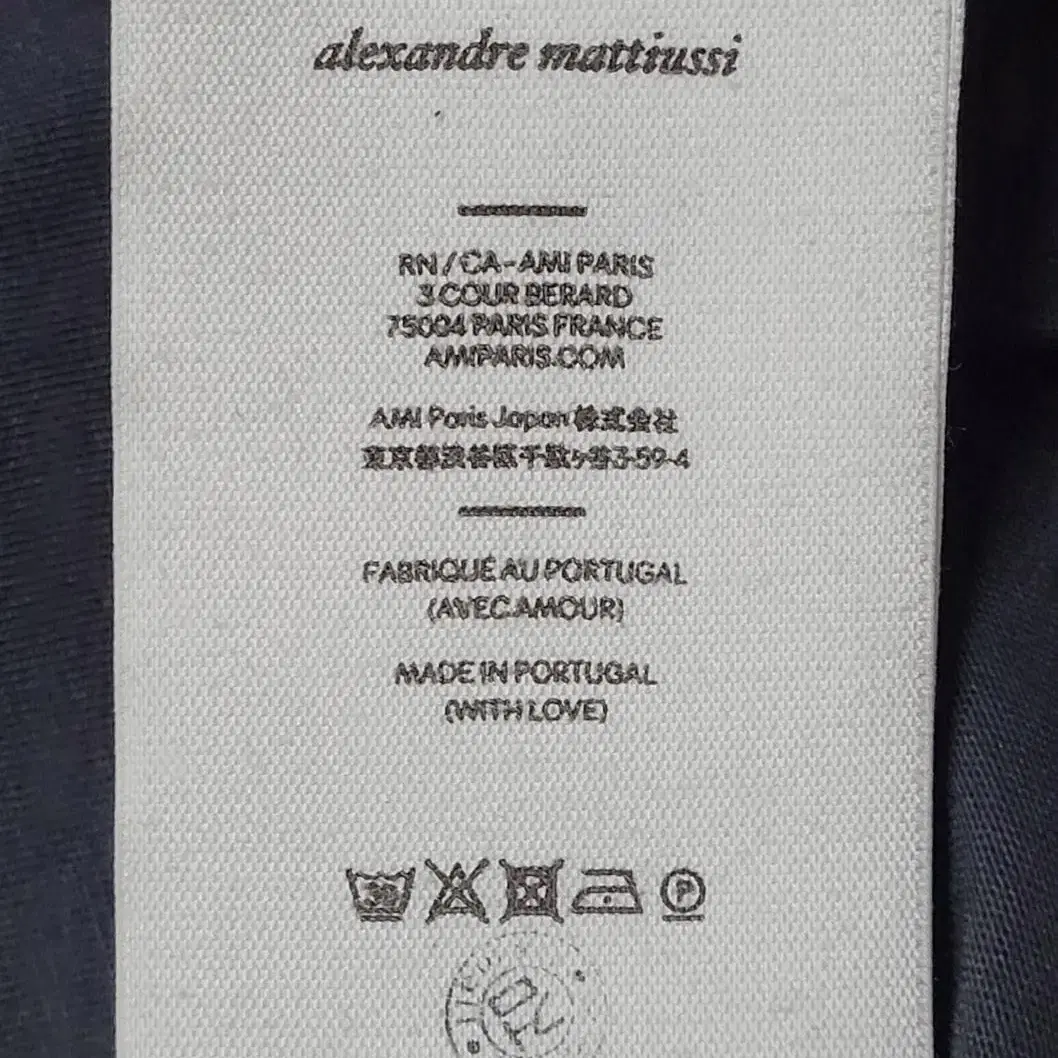 alexandre mattiussi
RN / CA-AMI PARIS
3 COUR BERARD
75004 PARIS FRANCE
AMIPARIS.COM
AMI Paris Japan 株式会社
東京都渋谷区千駄ヶ谷3-59-4
FABRIQUÉ AU PORTUGAL
(AVEC AMOUR)
MADE IN PORTUGAL
(WITH LOVE)
30
P